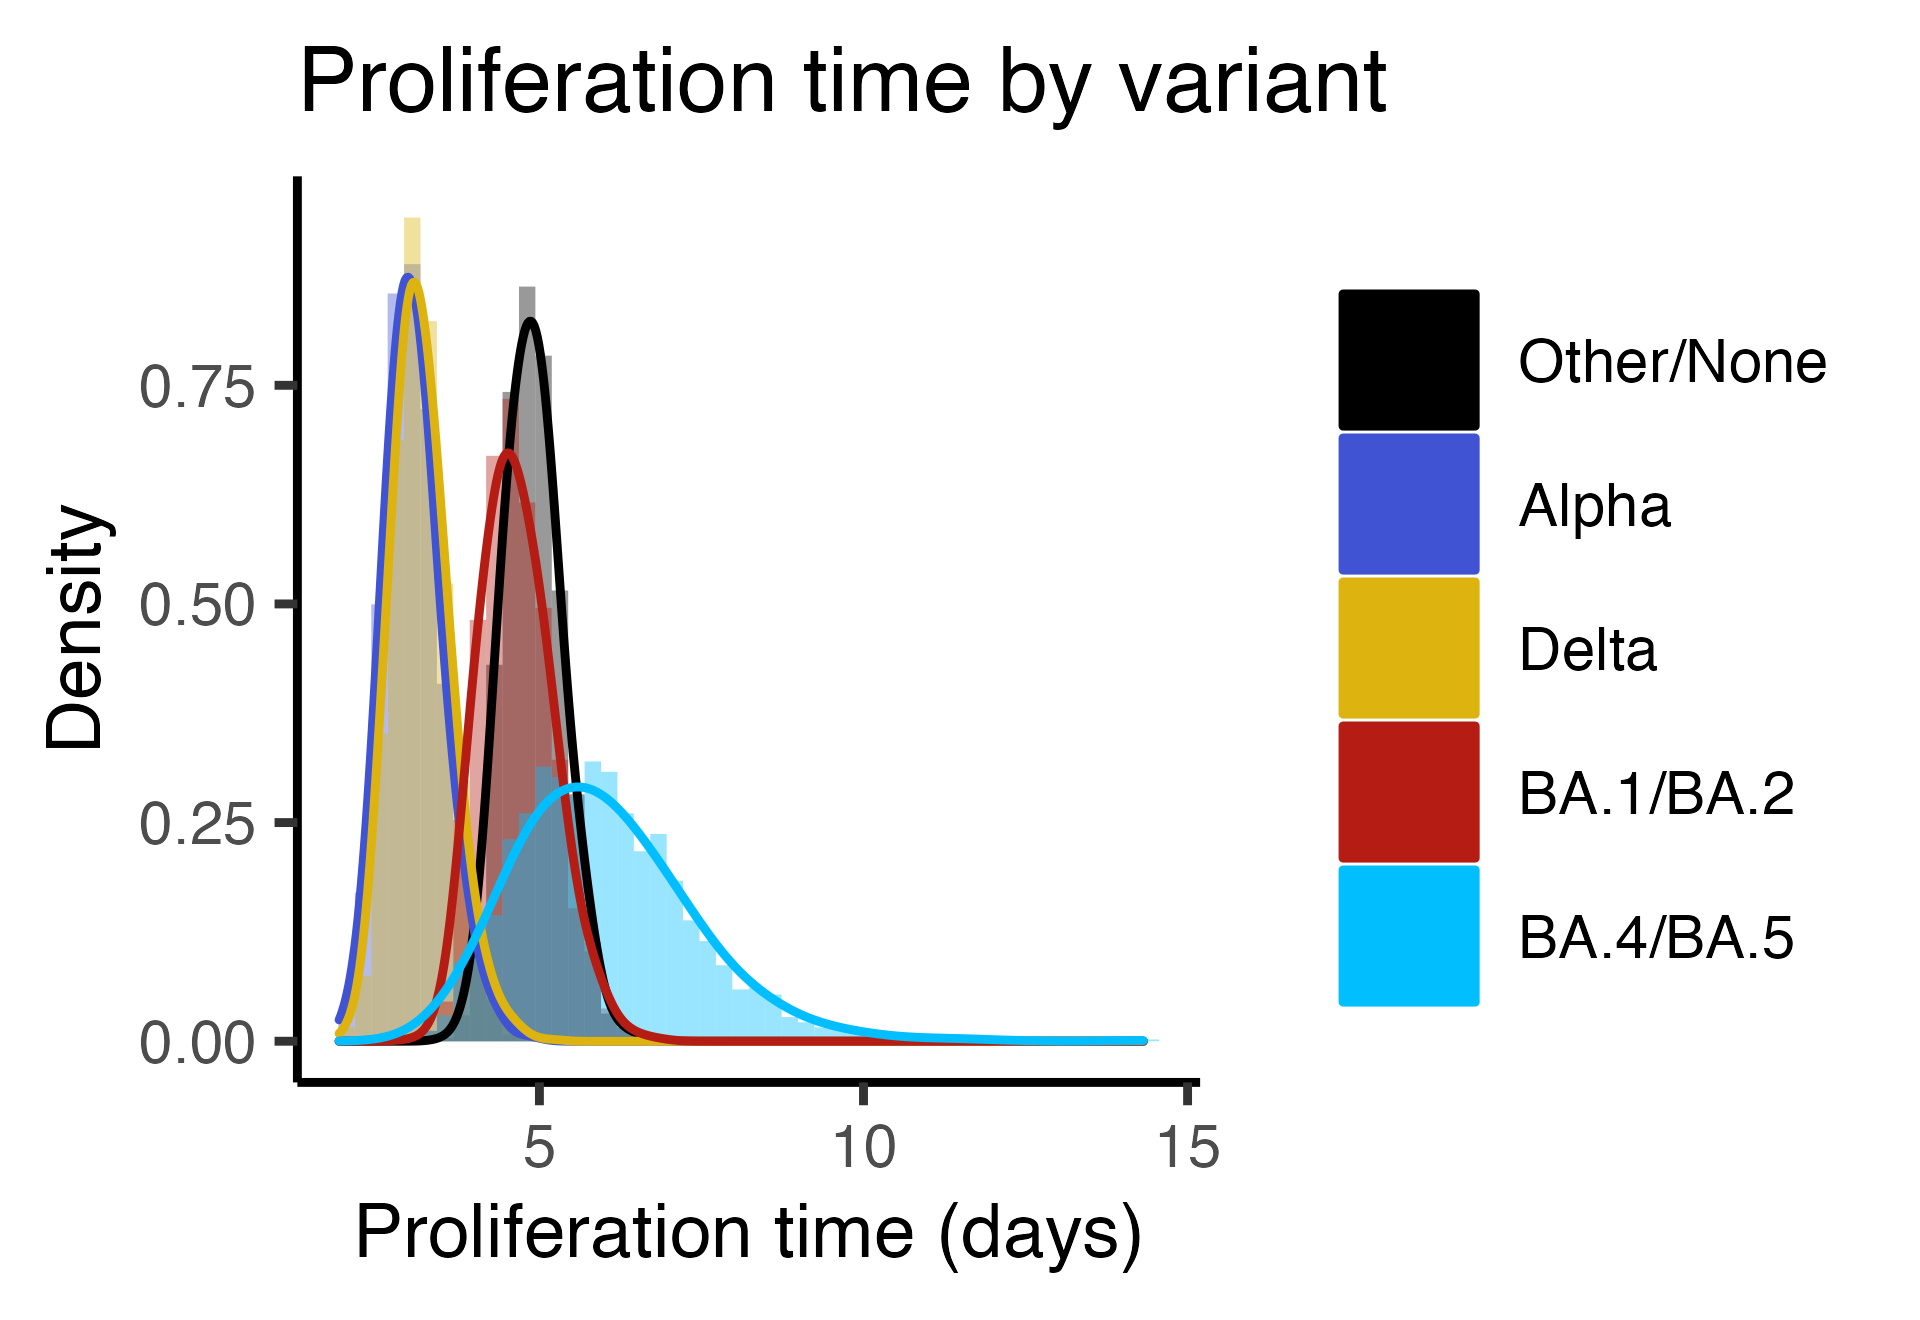 Proliferation time by variant
Density
0.75
0.50
0.25
0.00
5
10
15
Proliferation time (days)
Other/None
Alpha
Delta
BA.1/BA.2
BA.4/BA.5